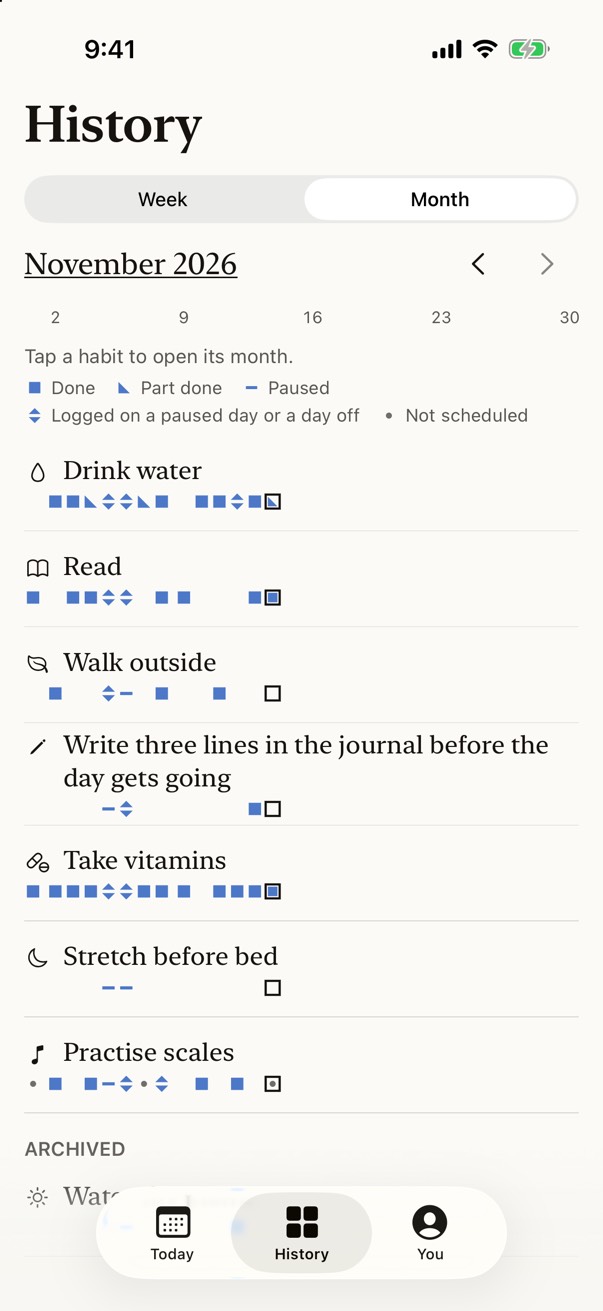 9:41
History
Week Month
November 2026
2 9 16 23 30
Tap a habit to open its month.
Done Part done Paused
Logged on a paused day or a day off Not scheduled
Drink water
Read
Walk outside
Write three lines in the journal before the
day gets going
Take vitamins
Stretch before bed
Practise scales
ARCHIVED
Today History You